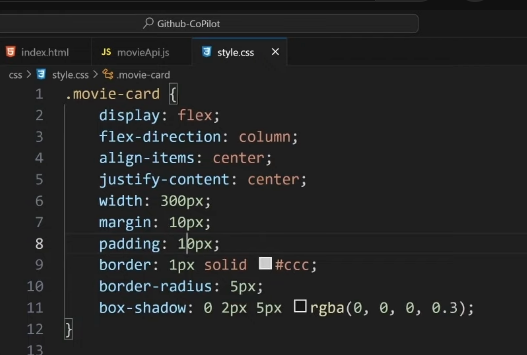 Github-CoPilot
index.html JS movieApi.js style.css ×
css > style.css > .movie-card
1 .movie-card {
2 display: flex;
3 flex-direction: column;
4 align-items: center;
5 justify-content: center;
6 width: 300px;
7 margin: 10px;
8 padding: 10px;
9 border: 1px solid #ccc;
10 border-radius: 5px;
11 box-shadow: 0 2px 5px rgba(0, 0, 0, 0.3);
12 }
13